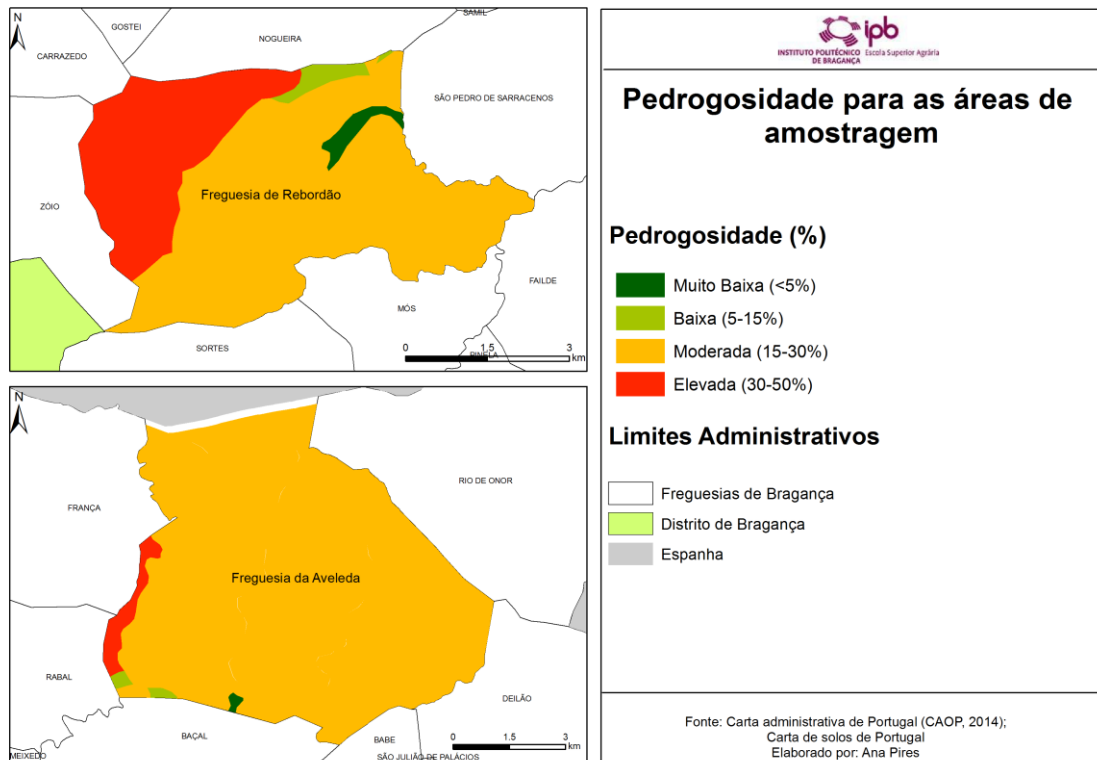 N
GOSTEI
SAMIL
NOGUEIRA
CARRAZEDO
SÃO PEDRO DE SARRACENOS
Freguesia de Rebordão
ZÓIO
FAILDE
MÓS
SORTES
PINELA
0 1.5 3
km
N
RIO DE ONOR
FRANÇA
Freguesia da Aveleda
RABAL
DEILÃO
BAÇAL
BABE
0 1.5 3
km
MEIXEDO
SÃO JULIÃO DE PALÁCIOS
ipb
INSTITUTO POLITÉCNICO
DE BRAGANÇA
Escola Superior Agrária
Pedrogosidade para as áreas de
amostragem
Pedrogosidade (%)
Muito Baixa (<5%)
Baixa (5-15%)
Moderada (15-30%)
Elevada (30-50%)
Limites Administrativos
Freguesias de Bragança
Distrito de Bragança
Espanha
Fonte: Carta administrativa de Portugal (CAOP, 2014);
Carta de solos de Portugal
Elaborado por: Ana Pires